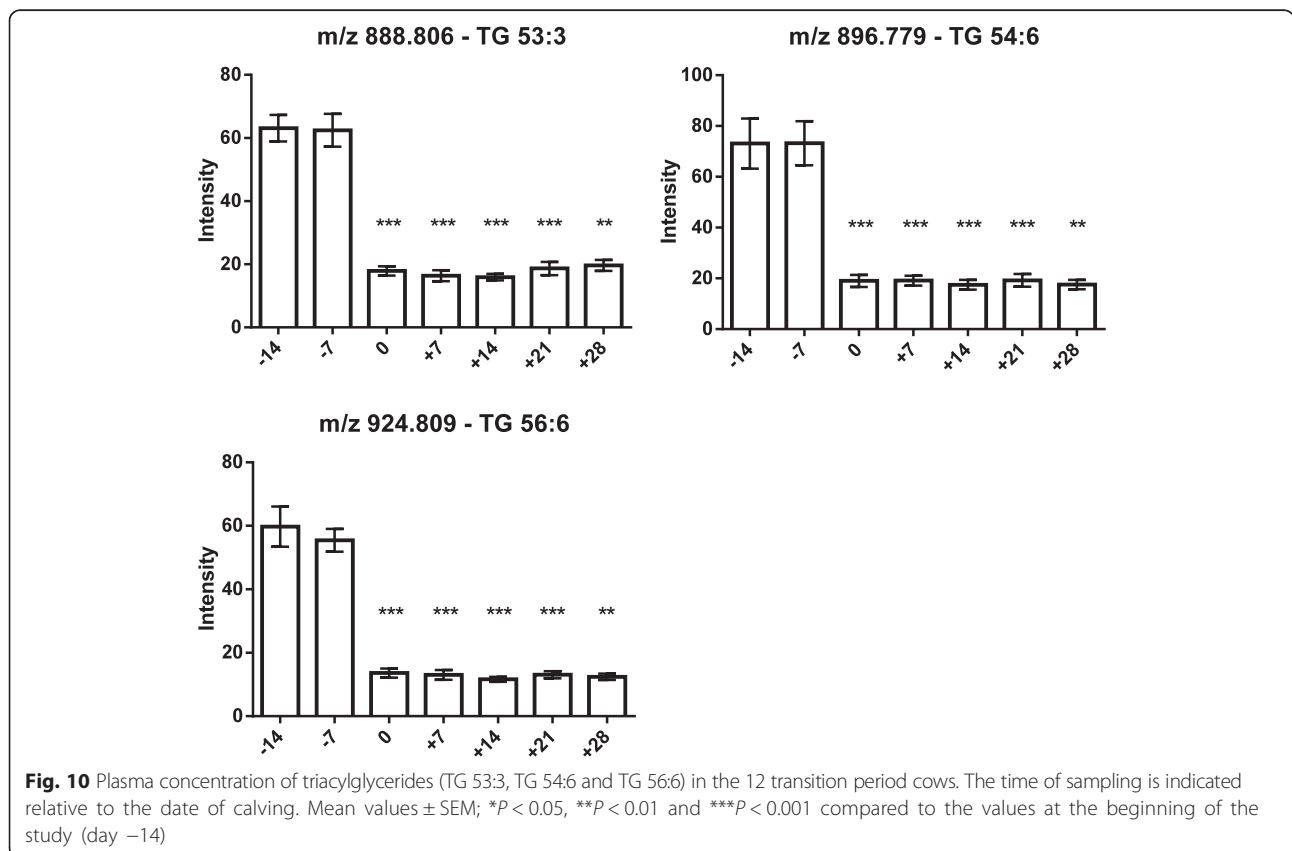 m/z 888.806 - TG 53:3
80
60
40
20
0
Intensity
*** *** *** *** **
-14 -7 0 +7 +14 +21 +28
m/z 896.779 - TG 54:6
100
80
60
40
20
0
Intensity
*** *** *** *** **
-14 -7 0 +7 +14 +21 +28
m/z 924.809 - TG 56:6
80
60
40
20
0
Intensity
*** *** *** *** **
-14 -7 0 +7 +14 +21 +28
Fig. 10 Plasma concentration of triacylglycerides (TG 53:3, TG 54:6 and TG 56:6) in the 12 transition period cows. The time of sampling is indicated
relative to the date of calving. Mean values ± SEM; *P < 0.05, **P < 0.01 and ***P < 0.001 compared to the values at the beginning of the
study (day −14)